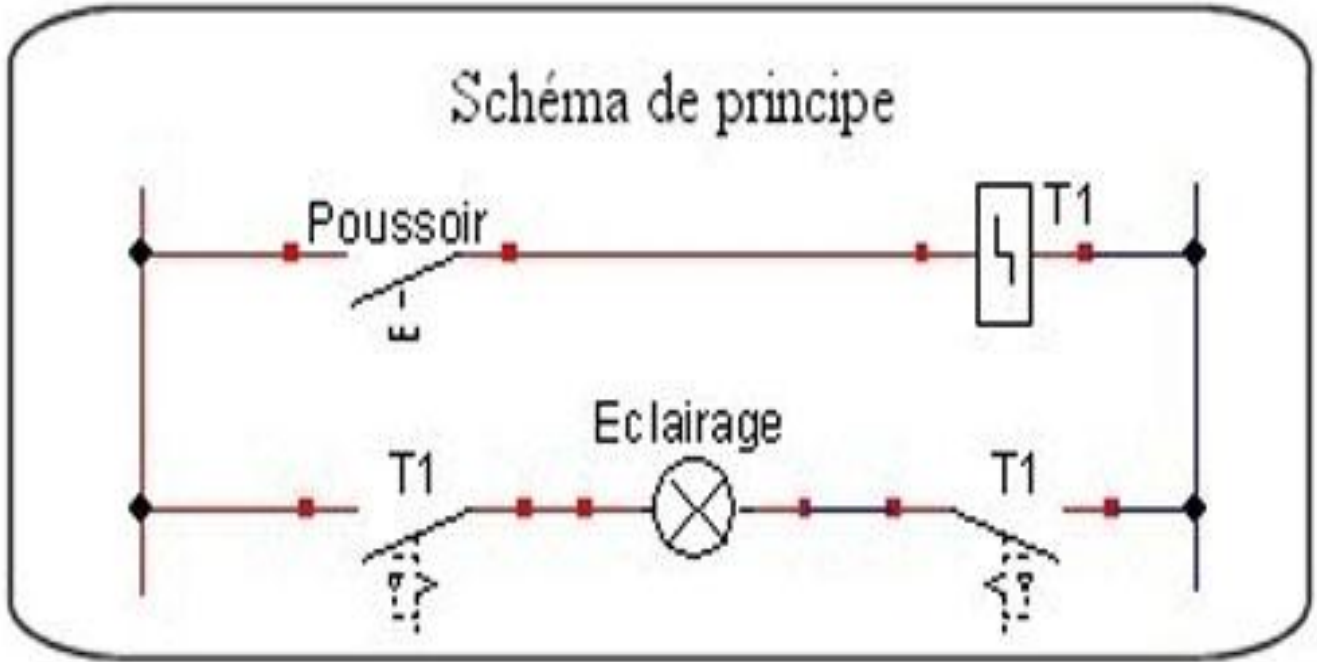 Schéma de principe
Poussoir
T1
Eclairage
T1
T1